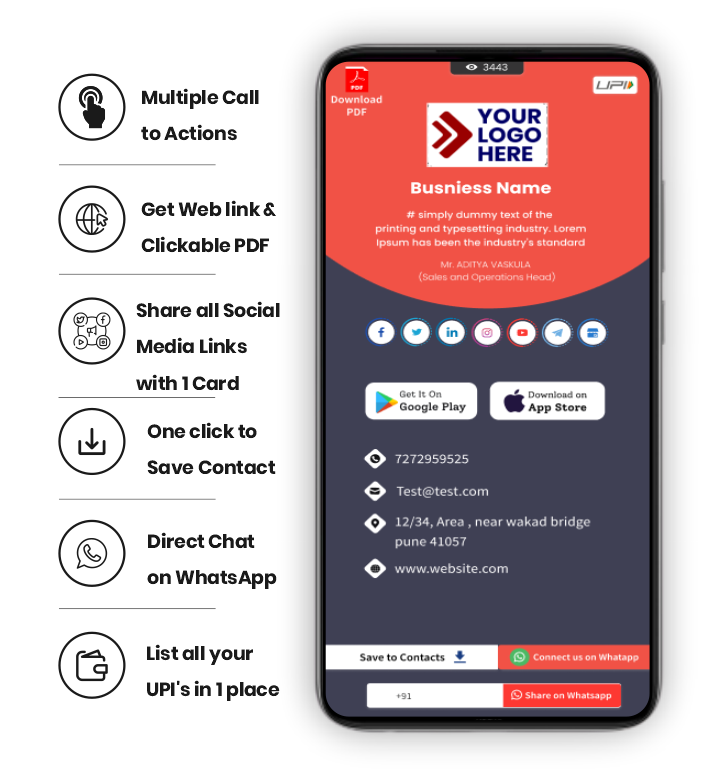 Multiple Call
to Actions
Get Web link &
Clickable PDF
Share all Social
Media Links
with 1 Card
One click to
Save Contact
Direct Chat
on WhatsApp
List all your
UPI's in 1 place
3443
PDF
Download
PDF
UPI
YOUR
LOGO
HERE
Busniess Name
# simply dummy text of the
printing and typesetting industry. Lorem
Ipsum has been the industry's standard
Mr. ADITYA VASKULA
(Sales and Operations Head)
Get It On
Google Play
Download on
App Store
7272959525
Test@test.com
12/34, Area , near wakad bridge
pune 41057
www.website.com
Save to Contacts
Connect us on Whatapp
+91
Share on Whatsapp